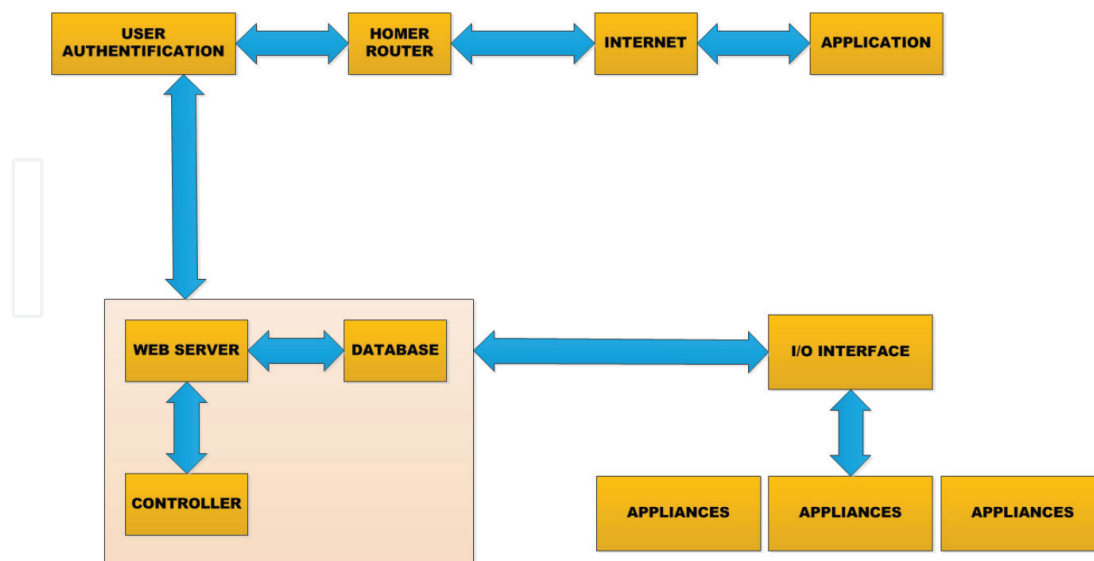 USER
AUTHENTIFICATION
HOMER
ROUTER
INTERNET
APPLICATION
WEB SERVER
DATABASE
I/O INTERFACE
CONTROLLER
APPLIANCES
APPLIANCES
APPLIANCES